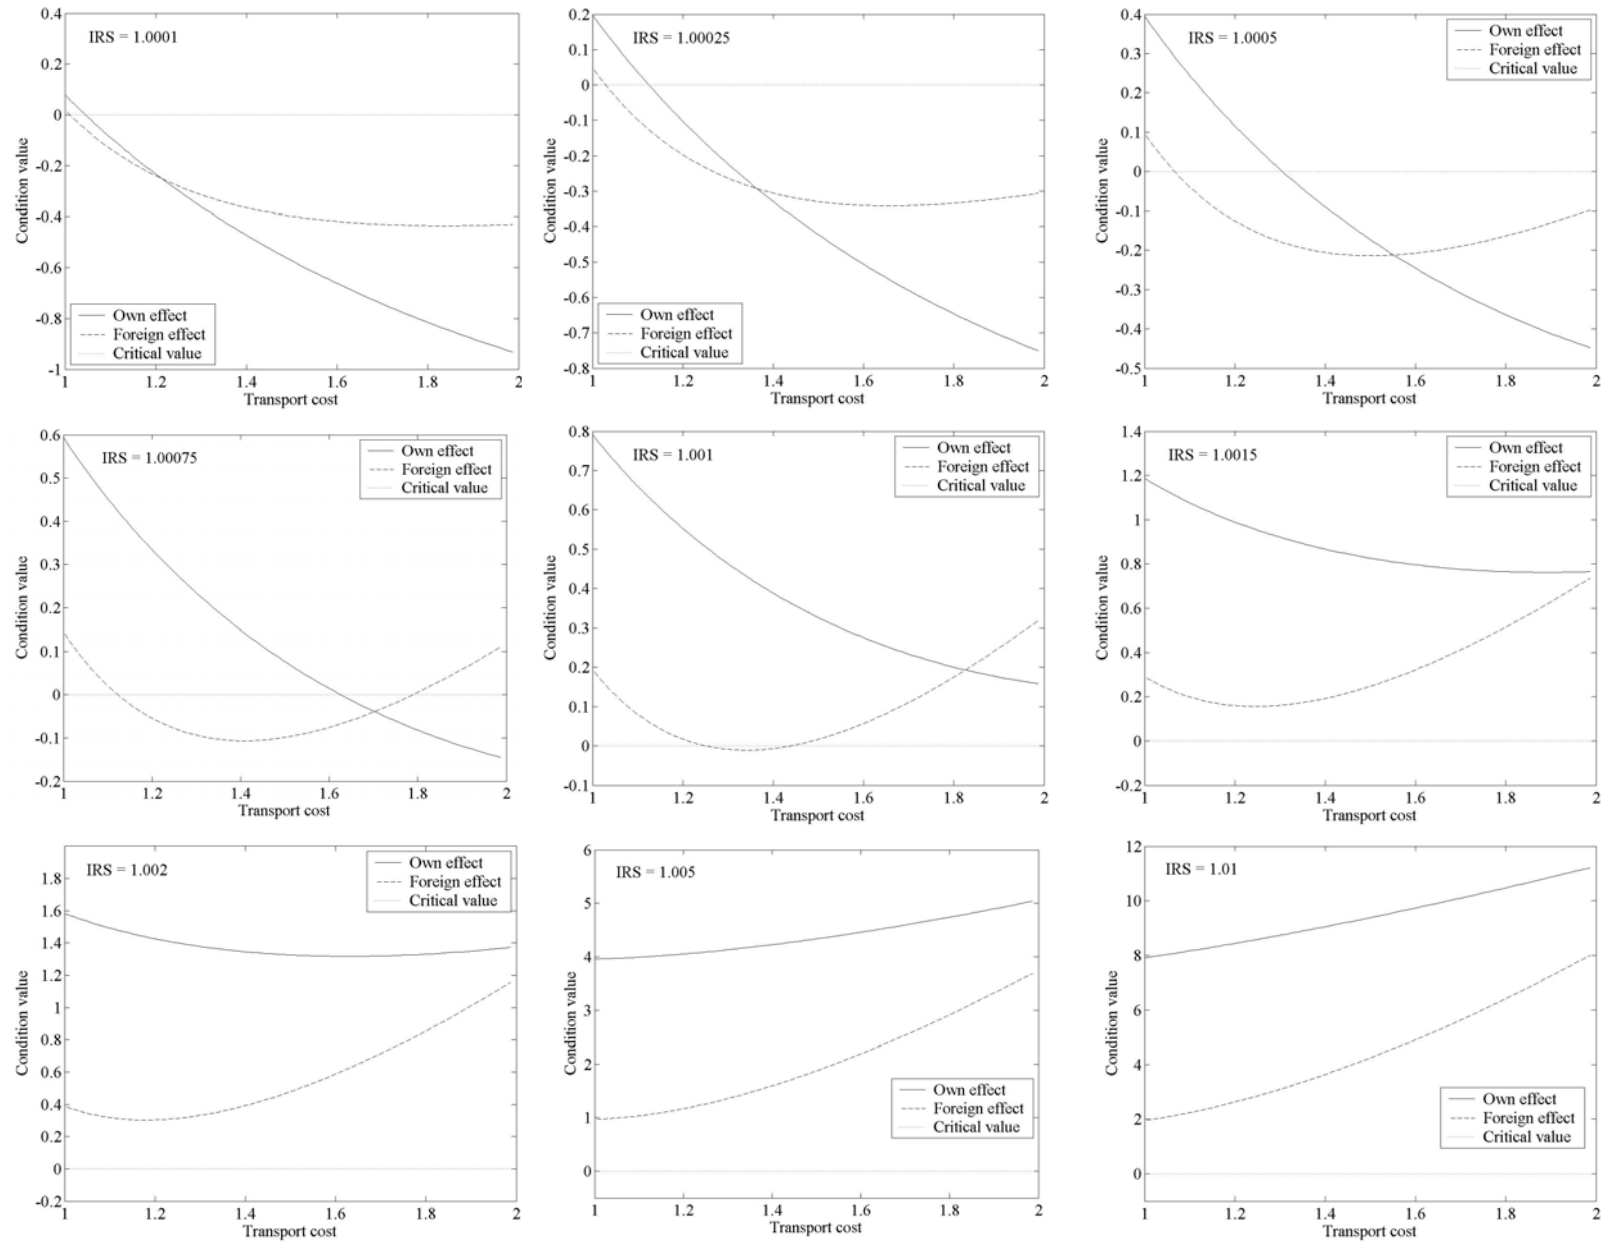 IRS = 1.0001
0.4
0.2
0
-0.2
-0.4
-0.6
-0.8
-1
Condition value
Own effect
Foreign effect
Critical value
1 1.2 1.4 1.6 1.8 2
Transport cost
IRS = 1.00025
0.2
0.1
0
-0.1
-0.2
-0.3
-0.4
-0.5
-0.6
-0.7
-0.8
Condition value
Own effect
Foreign effect
Critical value
1 1.2 1.4 1.6 1.8 2
Transport cost
IRS = 1.0005
0.4
0.3
0.2
0.1
0
-0.1
-0.2
-0.3
-0.4
-0.5
Condition value
Own effect
Foreign effect
Critical value
1 1.2 1.4 1.6 1.8 2
Transport cost
IRS = 1.00075
0.6
0.5
0.4
0.3
0.2
0.1
0
-0.1
-0.2
Condition value
Own effect
Foreign effect
Critical value
1 1.2 1.4 1.6 1.8 2
Transport cost
IRS = 1.001
0.8
0.7
0.6
0.5
0.4
0.3
0.2
0.1
0
-0.1
Condition value
Own effect
Foreign effect
Critical value
1 1.2 1.4 1.6 1.8 2
Transport cost
IRS = 1.0015
1.4
1.2
1
0.8
0.6
0.4
0.2
0
-0.2
Condition value
Own effect
Foreign effect
Critical value
1 1.2 1.4 1.6 1.8 2
Transport cost
IRS = 1.002
1.8
1.6
1.4
1.2
1
0.8
0.6
0.4
0.2
0
-0.2
Condition value
Own effect
Foreign effect
Critical value
1 1.2 1.4 1.6 1.8 2
Transport cost
IRS = 1.005
6
5
4
3
2
1
0
Condition value
Own effect
Foreign effect
Critical value
1 1.2 1.4 1.6 1.8 2
Transport cost
IRS = 1.01
12
10
8
6
4
2
0
Condition value
Own effect
Foreign effect
Critical value
1 1.2 1.4 1.6 1.8 2
Transport cost